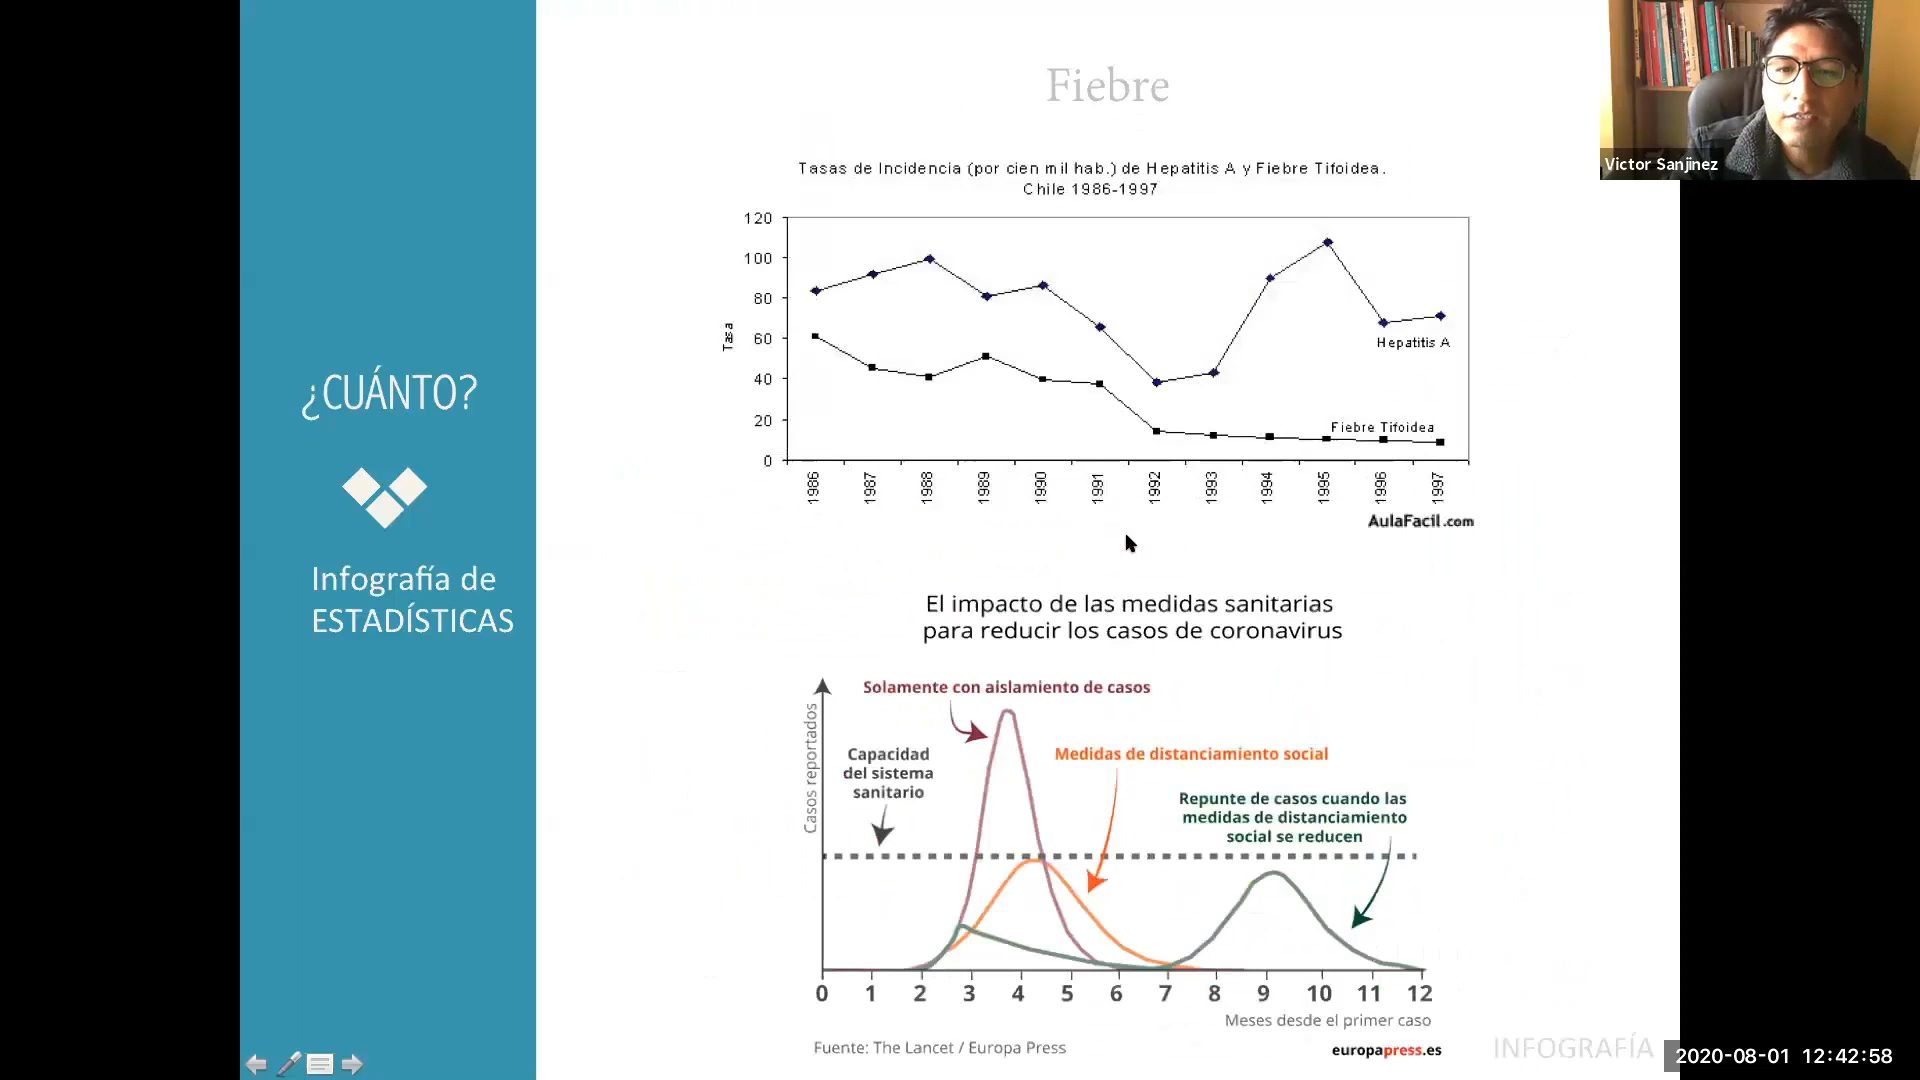 Fiebre
Victor Sanjinez
Tasas de Incidencia (por cien mil hab.) de Hepatitis A y Fiebre Tifoidea.
Chile 1986-1997
120
100
80
60
40
20
0
Tasa
Hepatitis A
Fiebre Tifoidea
1986 1987 1988 1989 1990 1991 1992 1993 1994 1995 1996 1997
AulaFacil.com
¿CUÁNTO?
Infografía de
ESTADÍSTICAS
El impacto de las medidas sanitarias
para reducir los casos de coronavirus
Casos reportados
Solamente con aislamiento de casos
Capacidad
del sistema
sanitario
Medidas de distanciamiento social
Repunte de casos cuando las
medidas de distanciamiento
social se reducen
0 1 2 3 4 5 6 7 8 9 10 11 12
Meses desde el primer caso
Fuente: The Lancet / Europa Press
europapress.es
INFOGRAFÍA
2020-08-01 12:42:58